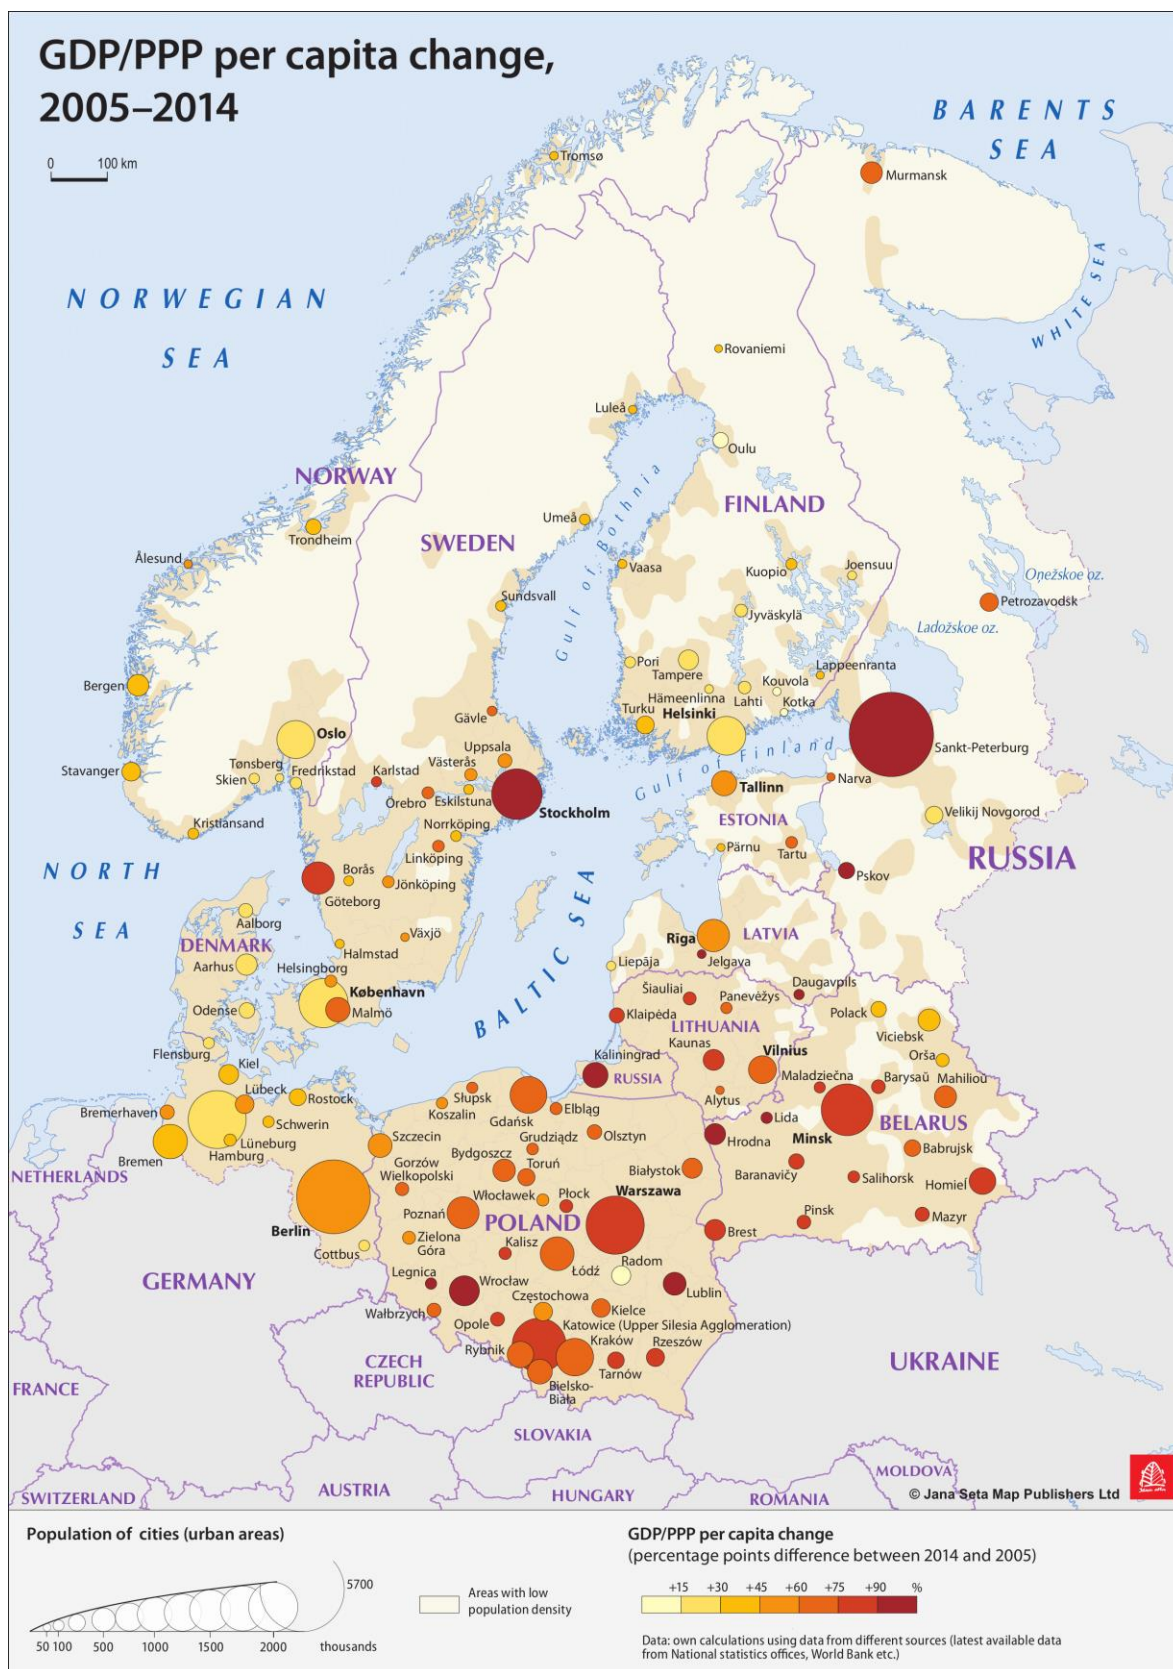 GDP/PPP per capita change,
2005–2014
0 100 km
BARENTS
SEA
Tromsø
Murmansk
NORWEGIAN
SEA
WHITE SEA
Rovaniemi
Luleå
Oulu
NORWAY
FINLAND
Gulf of Bothnia
Umeå
Trondheim
SWEDEN
Ålesund
Vaasa
Kuopio
Joensuu
Oņežskoe oz.
Sundsvall
Petrozavodsk
Jyväskylä
Ladožskoe oz.
Pori
Tampere
Lappeenranta
Bergen
Kouvola
Hämeenlinna
Lahti
Kotka
Turku
Helsinki
Gävle
Oslo
Uppsala
Sankt-Peterburg
Gulf of Finland
Tønsberg
Västerås
Stavanger
Skien
Fredrikstad
Karlstad
Narva
Tallinn
Örebro
Eskilstuna
Stockholm
Velikij Novgorod
Kristiansand
Norrköping
ESTONIA
Linköping
Pärnu
Tartu
RUSSIA
NORTH
SEA
Borås
Jönköping
Pskov
Göteborg
BALTIC SEA
Aalborg
Växjö
Rīga
LATVIA
DENMARK
Halmstad
Jelgava
Aarhus
Helsingborg
Liepāja
Daugavpils
København
Šiauliai
Panevėžys
Odense
Malmö
Klaipėda
Polack
LITHUANIA
Viciebsk
Flensburg
Kaunas
Vilnius
Kaliningrad
Orša
Kiel
RUSSIA
Maladziečna
Barysaŭ
Mahilioŭ
Lübeck
Słupsk
Alytus
Bremerhaven
Rostock
Koszalin
Elbląg
Lida
BELARUS
Schwerin
Gdańsk
Minsk
Lüneburg
Szczecin
Grudziądz
Olsztyn
Hrodna
Babrujsk
Bremen
Hamburg
Bydgoszcz
Toruń
Białystok
Baranavičy
NETHERLANDS
Gorzów
Wielkopolski
Salihorsk
Homieĺ
Włocławek
Płock
Warszawa
Poznań
POLAND
Pinsk
Mazyr
Berlin
Zielona
Góra
Kalisz
Brest
Cottbus
Radom
Łódź
GERMANY
Legnica
Wrocław
Lublin
Częstochowa
Wałbrzych
Kielce
Opole
Katowice (Upper Silesia Agglomeration)
Rybnik
Kraków
Rzeszów
CZECH
REPUBLIC
Tarnów
UKRAINE
Bielsko-
Biała
FRANCE
SLOVAKIA
MOLDOVA
SWITZERLAND
AUSTRIA
HUNGARY
ROMANIA
© Jana Seta Map Publishers Ltd
Population of cities (urban areas)
5700
50 100 500 1000 1500 2000 thousands
Areas with low
population density
GDP/PPP per capita change
(percentage points difference between 2014 and 2005)
+15 +30 +45 +60 +75 +90 %
Data: own calculations using data from different sources (latest available data
from National statistics offices, World Bank etc.)